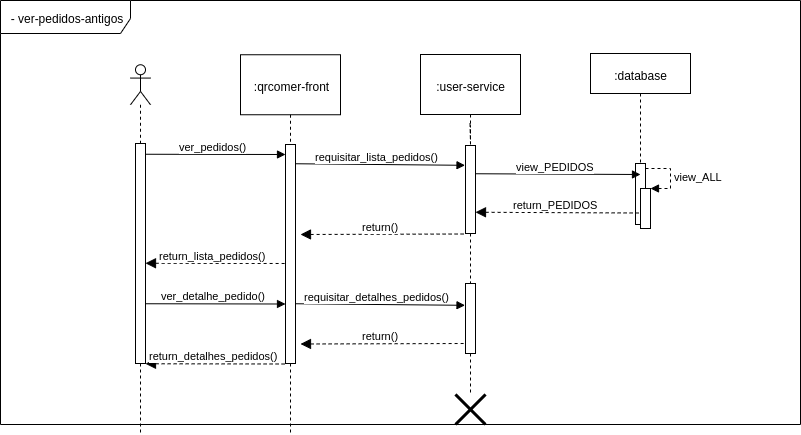 - ver-pedidos-antigos
:qrcomer-front
:user-service
:database
ver_pedidos()
requisitar_lista_pedidos()
view_PEDIDOS
view_ALL
return_PEDIDOS
return()
return_lista_pedidos()
ver_detalhe_pedido()
requisitar_detalhes_pedidos()
return()
return_detalhes_pedidos()